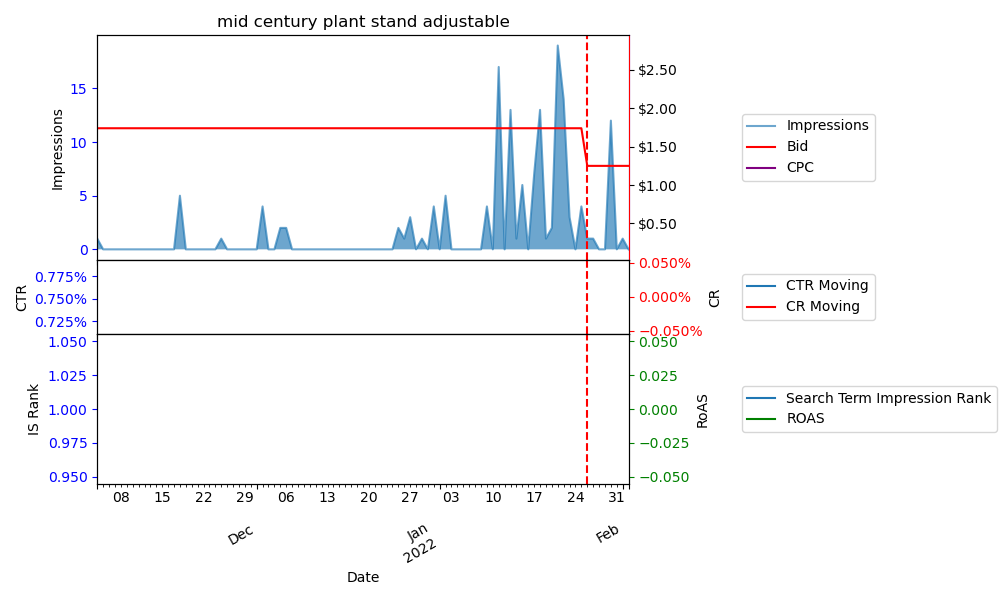 mid century plant stand adjustable
Impressions
15
10
5
0
$2.50
$2.00
$1.50
$1.00
$0.50
Impressions
Bid
CPC
CTR
0.775%
0.750%
0.725%
0.050%
0.000%
−0.050%
CR
CTR Moving
CR Moving
IS Rank
1.050
1.025
1.000
0.975
0.950
0.050
0.025
0.000
−0.025
−0.050
RoAS
Search Term Impression Rank
ROAS
08 15 22 29 06 13 20 27 03 10 17 24 31
Dec Jan Feb
2022
Date